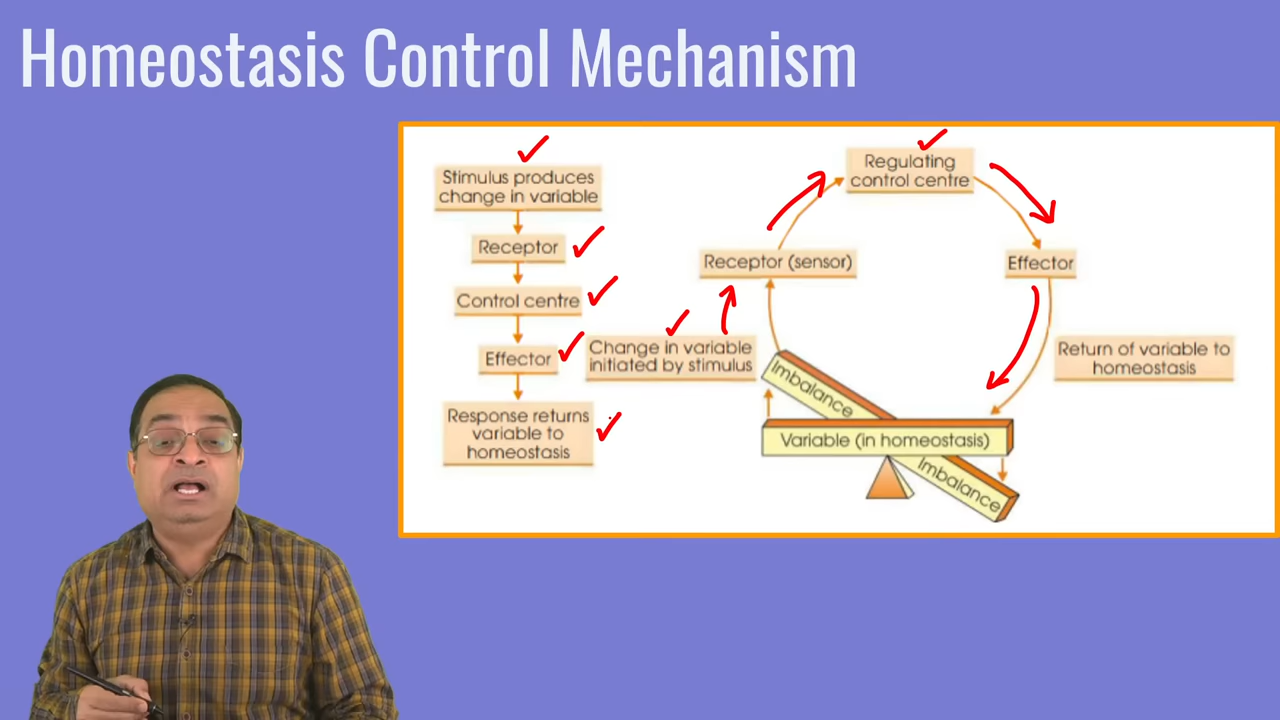 Homeostasis Control Mechanism
Stimulus produces
change in variable
Receptor
Control centre
Effector
Response returns
variable to
homeostasis
Regulating
control centre
Receptor (sensor)
Effector
Change in variable
initiated by stimulus
Return of variable to
homeostasis
Imbalance
Variable (in homeostasis)
Imbalance